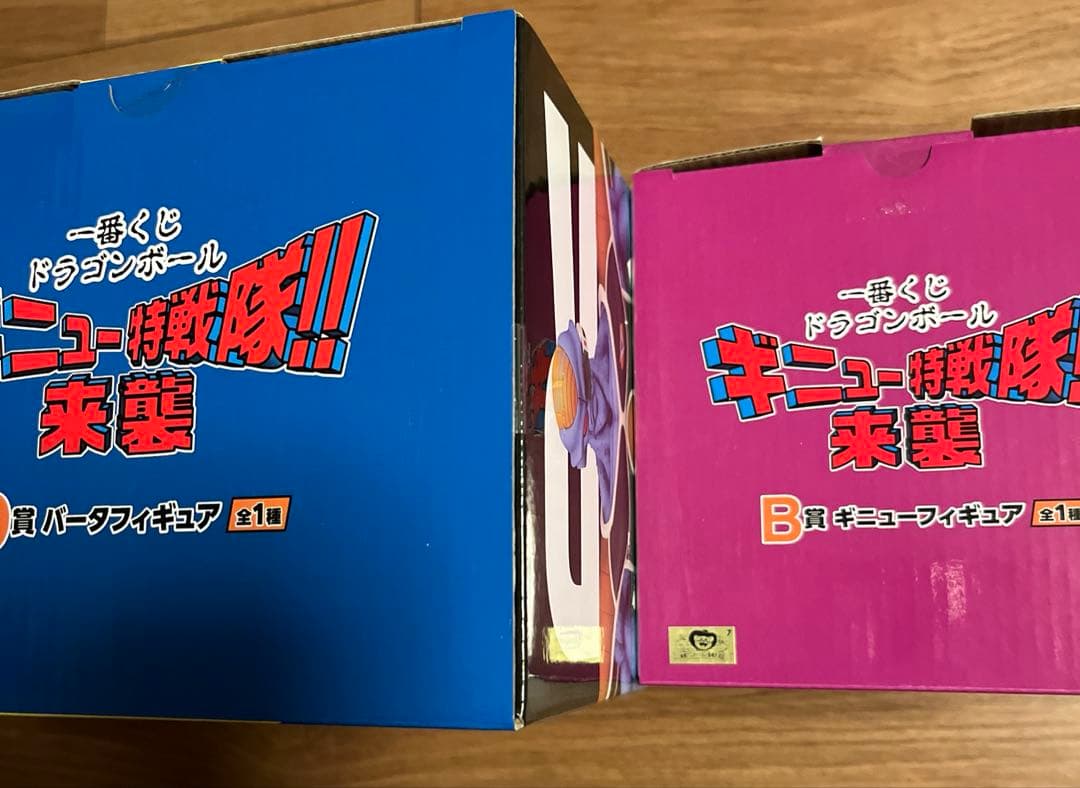 一番くじ
ドラゴンボール
ギニュー特戦隊!!
来襲
賞 バータフィギュア 全1種
一番くじ
ドラゴンボール
ギニュー特戦隊
来襲
B賞 ギニューフィギュア 全1種